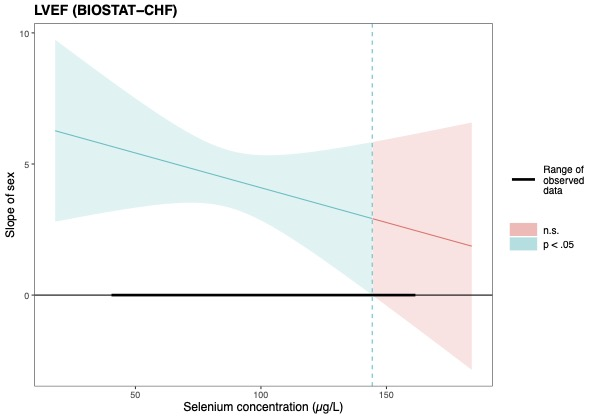 LVEF (BIOSTAT−CHF)
10
5
0
Slope of sex
50
100
150
Selenium concentration (µg/L)
Range of
observed
data
n.s.
p < .05